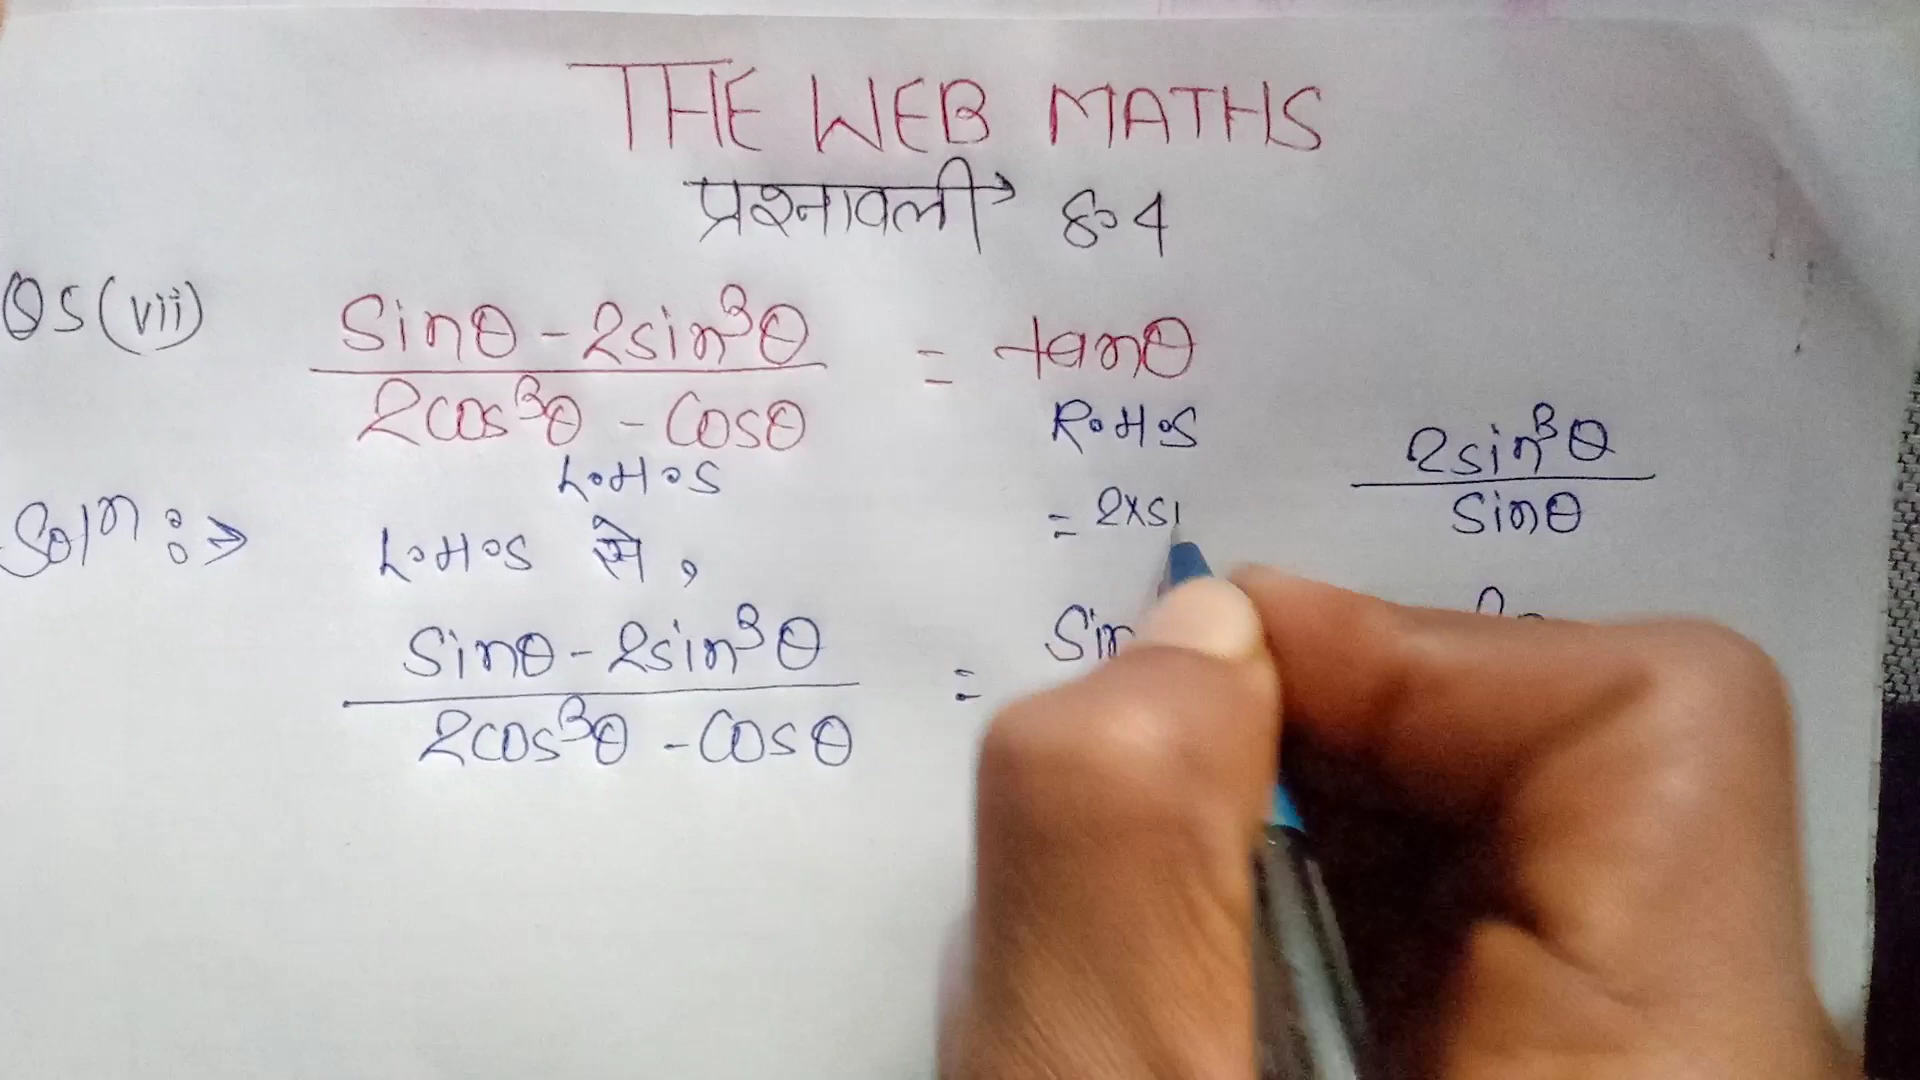 THE WEB MATHS
प्रश्नावली → 8.4
Q5(vii) Sinθ - 2sin³θ / 2cos³θ - Cosθ = tanθ
L.H.S R.H.S
Soln :⇒ L.H.S से,
= 2×si
2sin³θ / Sinθ
Sinθ - 2sin³θ / 2cos³θ - Cosθ = Sin